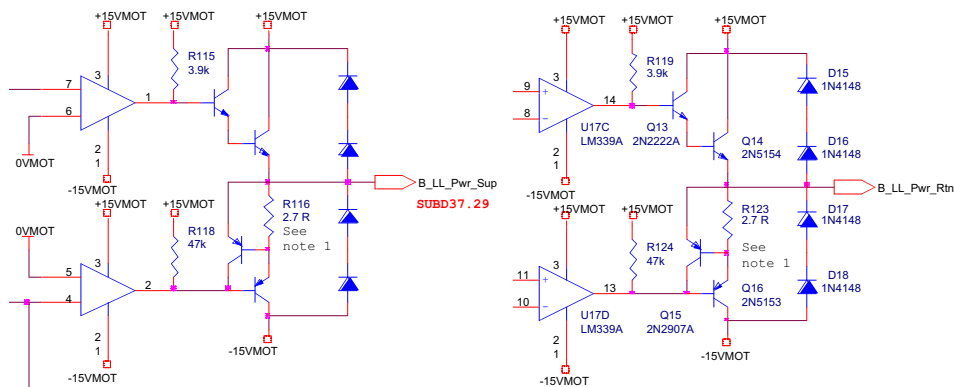 +15VMOT +15VMOT +15VMOT
R115
3.9k
7 3
6 1
2
1
0VMOT
-15VMOT
B_LL_Pwr_Sup
SUBD37.29
+15VMOT +15VMOT
0VMOT
R118
47k
R116
2.7 R
See
note 1
5 3
4 2
2
1
-15VMOT
-15VMOT
+15VMOT +15VMOT +15VMOT
R119
3.9k
9 + 3
8 − 14
2
1
U17C
LM339A
Q13
2N2222A
Q14
2N5154
D15
1N4148
D16
1N4148
-15VMOT
B_LL_Pwr_Rtn
+15VMOT +15VMOT
R124
47k
R123
2.7 R
See
note 1
D17
1N4148
D18
1N4148
11 + 3
10 − 13
2
1
U17D
LM339A
Q15
2N2907A
Q16
2N5153
-15VMOT
-15VMOT